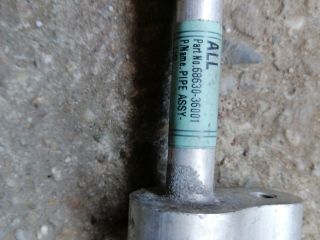 ALL
Part No.68630-36001
P.Name. PIPE ASSY-